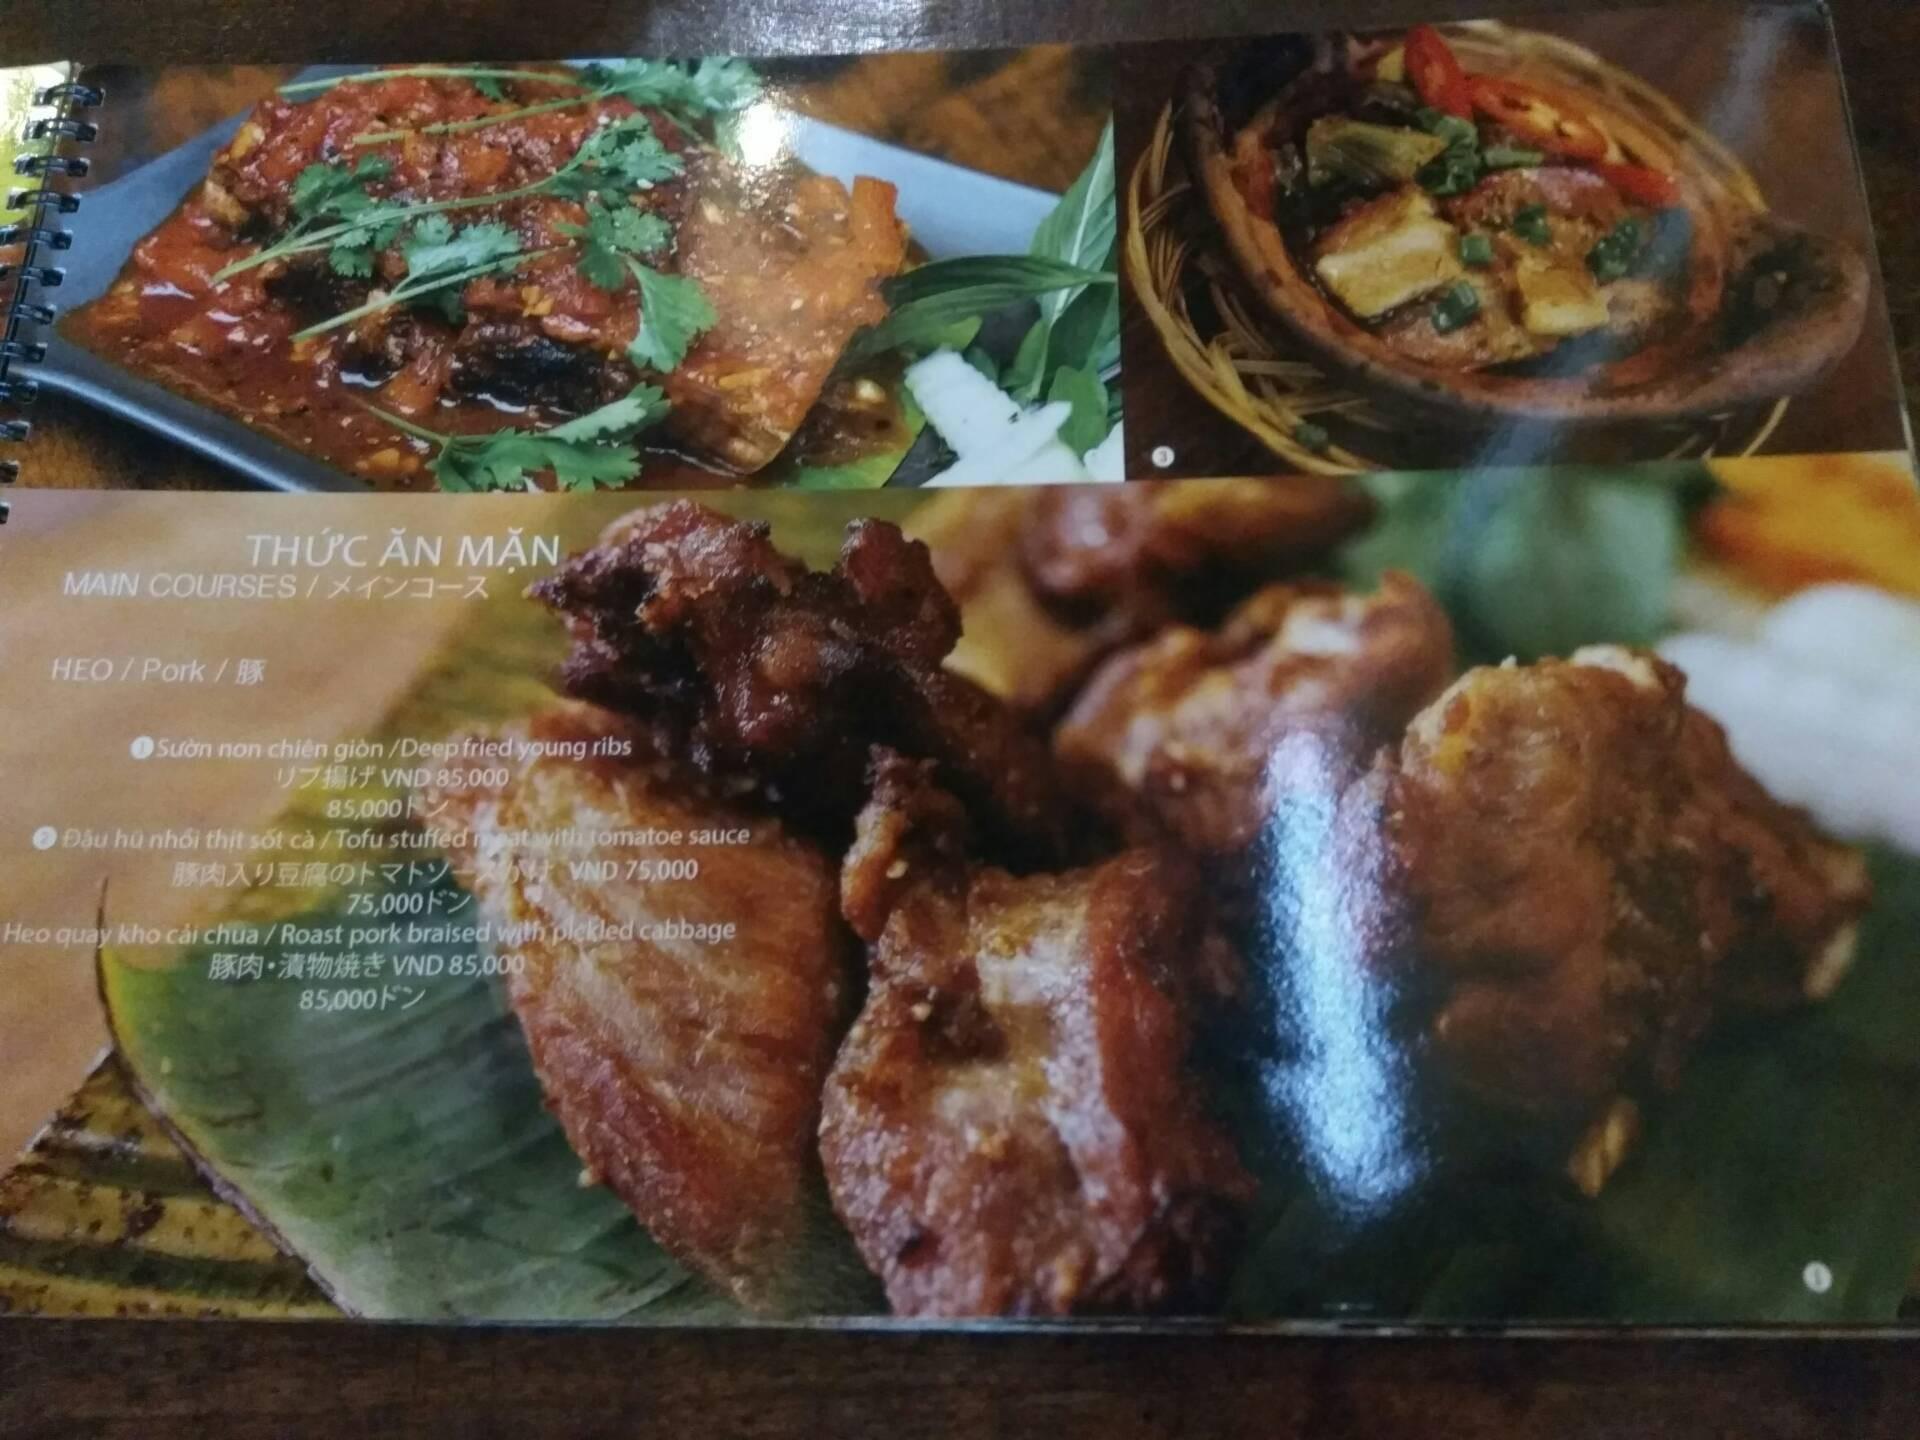 THỨC ĂN MẶN
MAIN COURSES / メインコース
HEO / Pork / 豚
1 Sườn non chiên giòn /Deep fried young ribs
リブ揚げ VND 85,000
85,000ドン
2 Đậu hũ nhồi thịt sốt cà / Tofu stuffed meat with tomatoe sauce
豚肉入り豆腐のトマトソースがけ VND 75,000
75,000ドン
Heo quay kho cải chua / Roast pork braised with pickled cabbage
豚肉・漬物焼き VND 85,000
85,000ドン
3